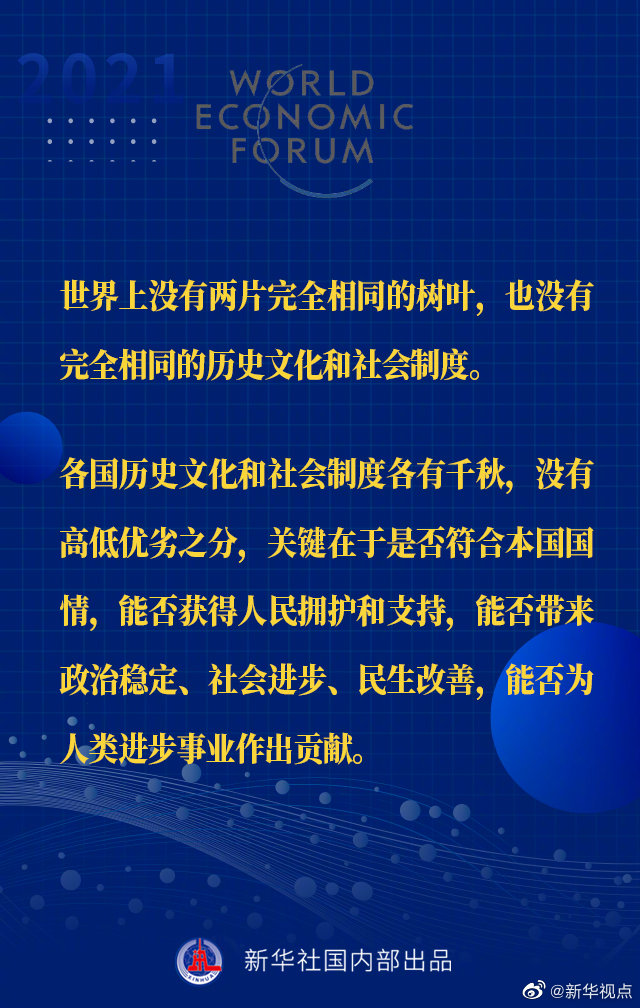 2021
WORLD
ECONOMIC
FORUM
世界上没有两片完全相同的树叶，也没有
完全相同的历史文化和社会制度。
各国历史文化和社会制度各有千秋，没有
高低优劣之分，关键在于是否符合本国国
情，能否获得人民拥护和支持，能否带来
政治稳定、社会进步、民生改善，能否为
人类进步事业作出贡献。
XINHUA
新华社国内部出品
@新华视点